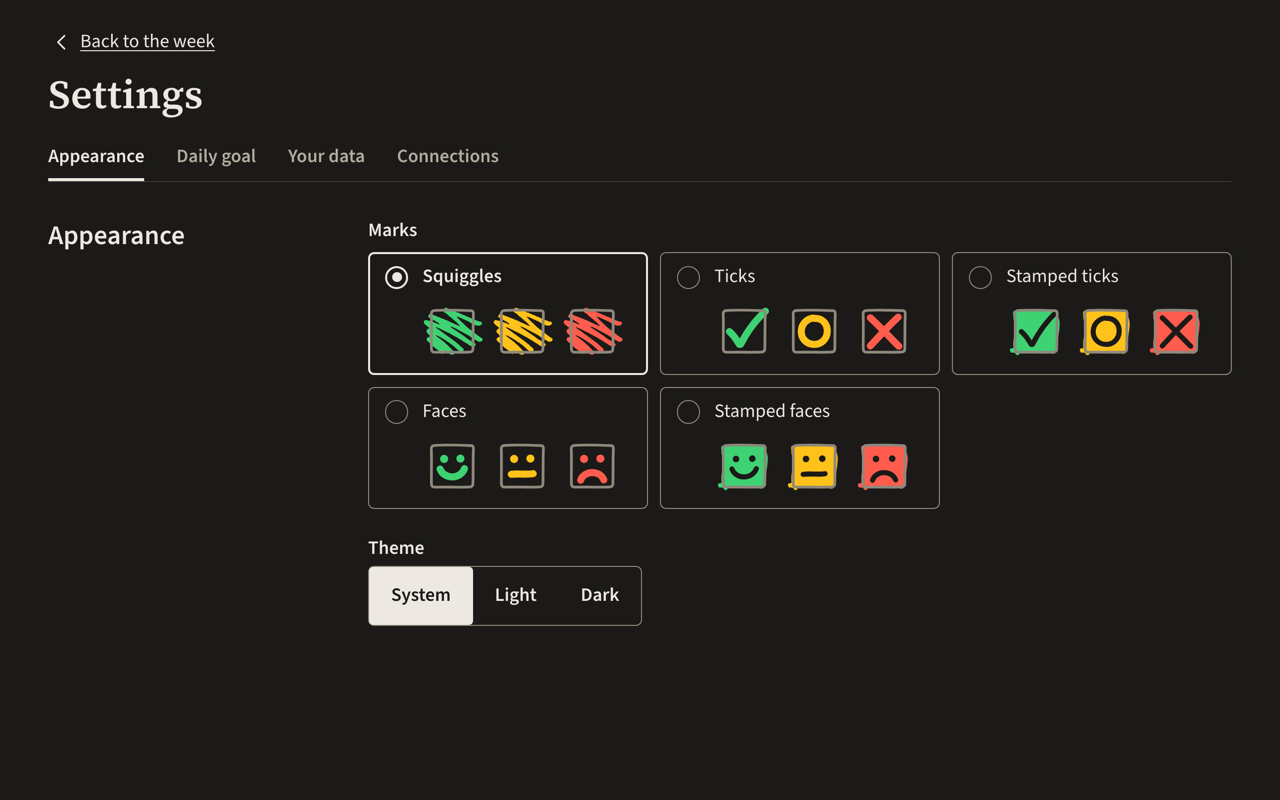 Back to the week
Settings
Appearance Daily goal Your data Connections
Appearance
Marks
Squiggles Ticks Stamped ticks
Faces Stamped faces
Theme
System Light Dark